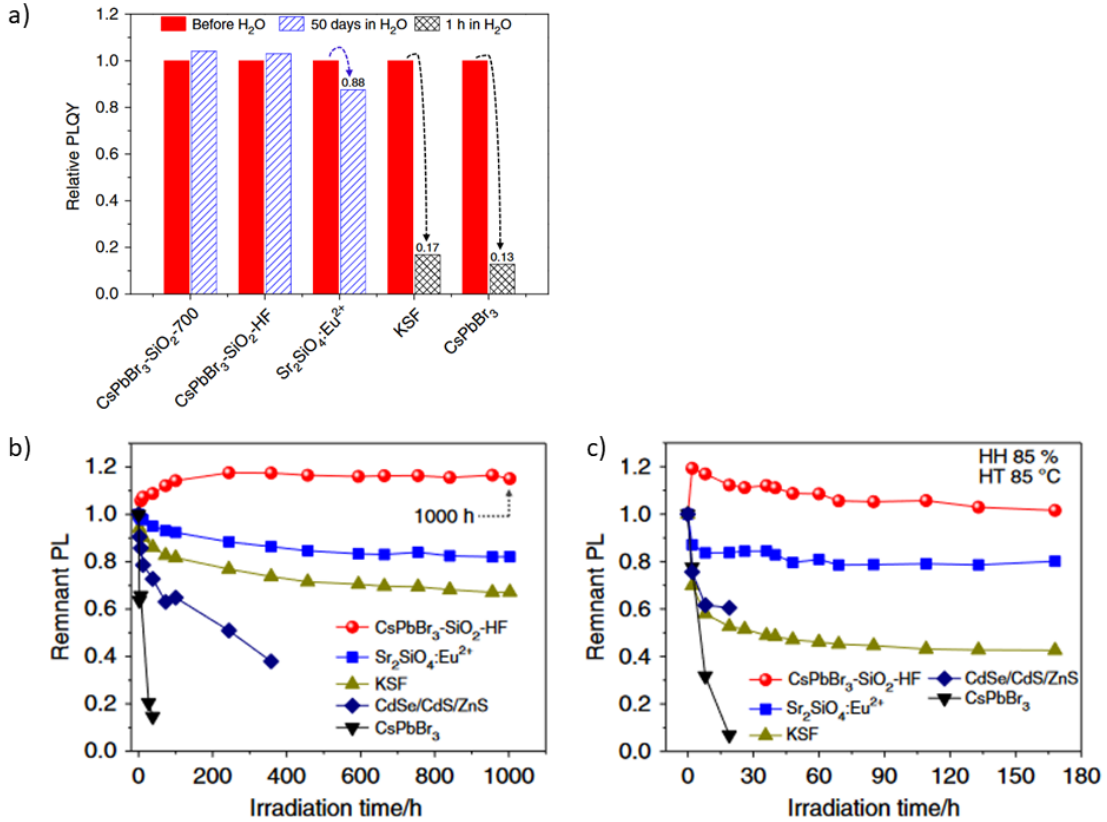 a)
Before H₂O 50 days in H₂O 1 h in H₂O
Relative PLQY
1.2
1.0
0.8
0.6
0.4
0.2
0.0
0.88
0.17
0.13
CsPbBr₃-SiO₂-700
CsPbBr₃-SiO₂-HF
Sr₂SiO₄:Eu²⁺
KSF
CsPbBr₃
b)
Remnant PL
1.2
1.0
0.8
0.6
0.4
0.2
0.0
1000 h
CsPbBr₃-SiO₂-HF
Sr₂SiO₄:Eu²⁺
KSF
CdSe/CdS/ZnS
CsPbBr₃
0 200 400 600 800 1000
Irradiation time/h
c)
Remnant PL
1.2
1.0
0.8
0.6
0.4
0.2
0.0
HH 85 %
HT 85 °C
CsPbBr₃-SiO₂-HF
Sr₂SiO₄:Eu²⁺
KSF
CdSe/CdS/ZnS
CsPbBr₃
0 30 60 90 120 150 180
Irradiation time/h